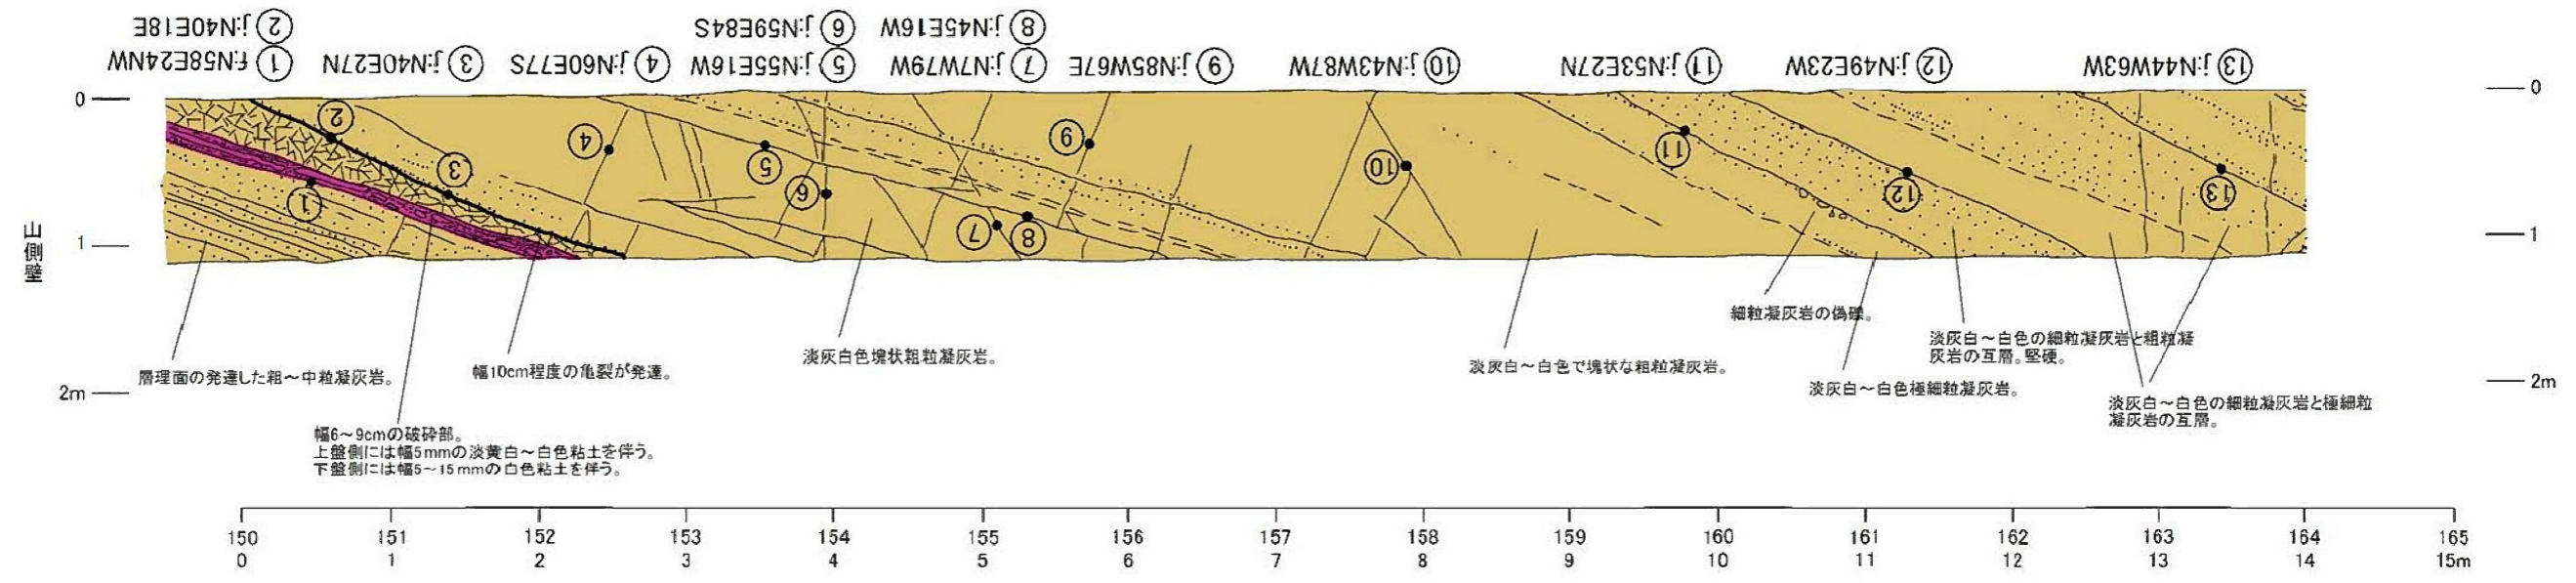 ② j:N40E18E
① f:N58E24NW
③ j:N40E27N
④ j:N60E77S
⑥ j:N59E84S
⑤ j:N55E16W
⑧ j:N45E16W
⑦ j:N7W79W
⑨ j:N85W67E
⑩ j:N43W87W
⑪ j:N53E27N
⑫ j:N49E23W
⑬ j:N44W63W
0
1
2m
0
1
2m
山側壁
②
③
①
④
⑤
⑥
⑦
⑧
⑨
⑩
⑪
⑫
⑬
層理面の発達した粗~中粒凝灰岩。
幅6~9cmの破砕部。
上盤側には幅5mmの淡黄白~白色粘土を伴う。
下盤側には幅5~15mmの白色粘土を伴う。
幅10cm程度の亀裂が発達。
淡灰白色塊状粗粒凝灰岩。
淡灰白~白色で塊状な粗粒凝灰岩。
細粒凝灰岩の偽礫。
淡灰白~白色極細粒凝灰岩。
淡灰白~白色の細粒凝灰岩と粗粒凝
灰岩の互層。堅硬。
淡灰白~白色の細粒凝灰岩と極細粒
凝灰岩の互層。
150 151 152 153 154 155 156 157 158 159 160 161 162 163 164 165
0 1 2 3 4 5 6 7 8 9 10 11 12 13 14 15m